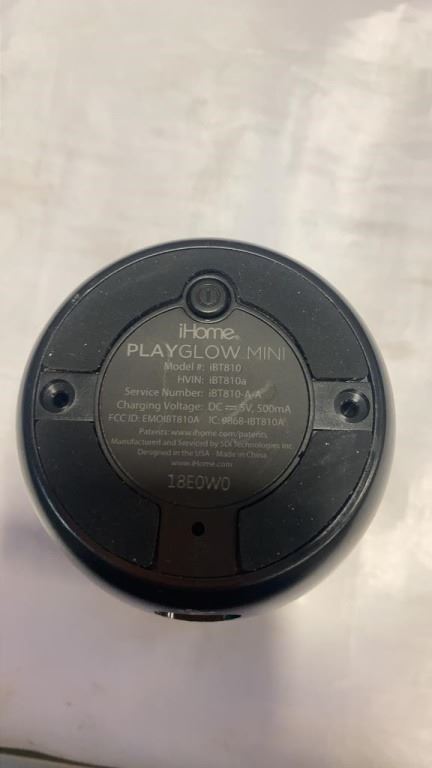 iHome®
PLAYGLOW MINI
Model #: iBT810
HVIN: iBT810a
Service Number: iBT810-A-A
Charging Voltage: DC ⎓ 5V, 500mA
FCC ID: EMOIBT810A IC: 986B-IBT810A
Patents: www.ihome.com/patents
Manufactured and Serviced by SDI Technologies Inc.
Designed in the USA - Made in China
www.iHome.com
18E0W0